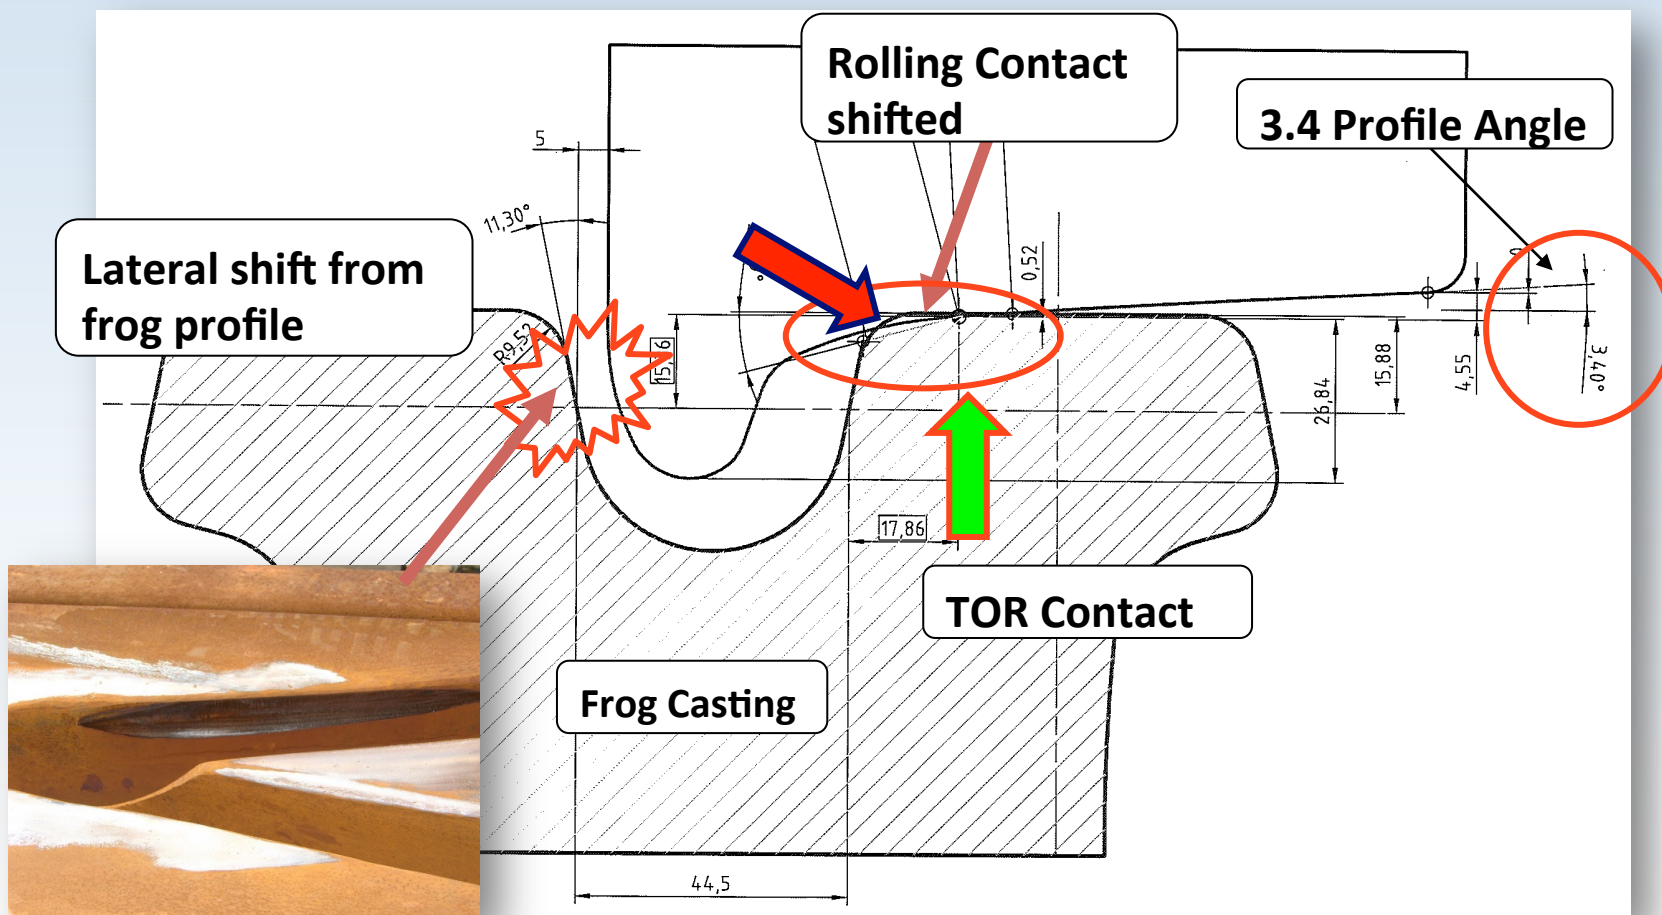 Rolling Contact
shifted
3.4 Profile Angle
5
11,30°
Lateral shift from
frog profile
0,52
R9,52
15,16
15,88
4,55
3,40°
26,84
17,86
TOR Contact
Frog Casting
44,5